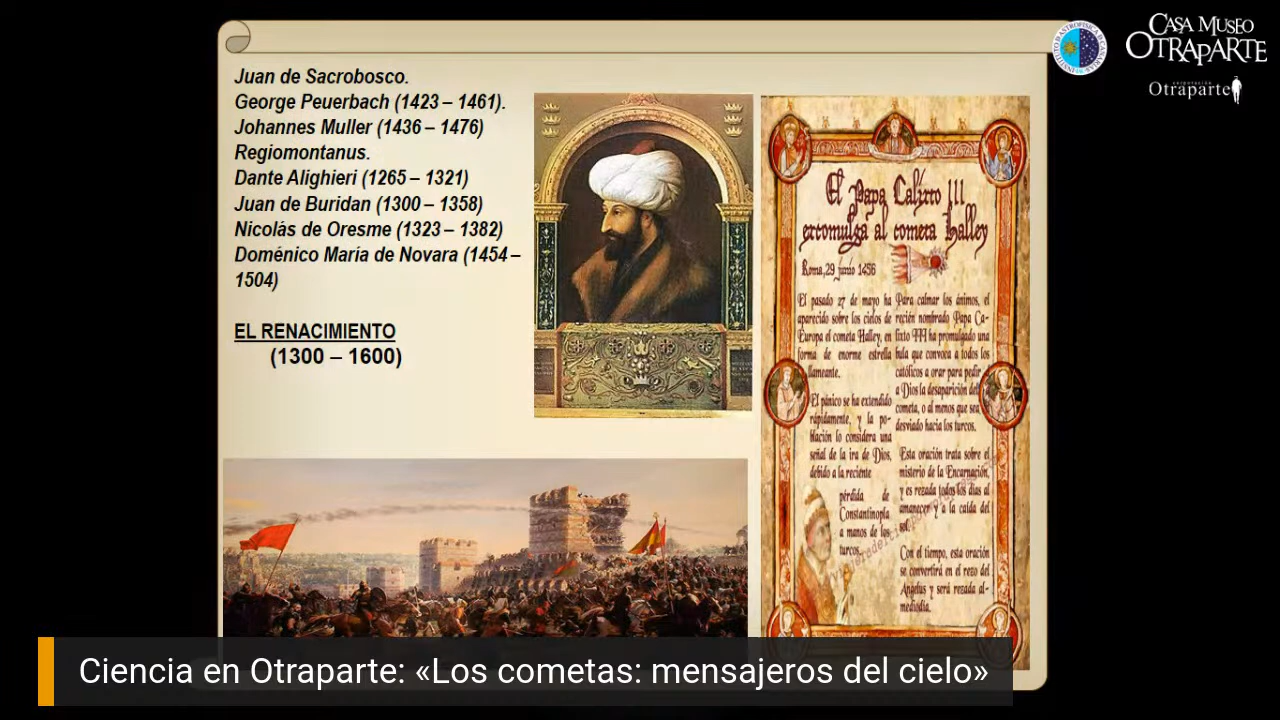 Juan de Sacrobosco.
George Peuerbach (1423 – 1461).
Johannes Muller (1436 – 1476)
Regiomontanus.
Dante Alighieri (1265 – 1321)
Juan de Buridan (1300 – 1358)
Nicolás de Oresme (1323 – 1382)
Doménico María de Novara (1454 –
1504)
EL RENACIMIENTO
(1300 – 1600)
El Papa Calixto III
excomulga al cometa Halley
Roma, 29 junio 1456
El pasado 27 de mayo ha
aparecido sobre los cielos de
Europa el cometa Halley, en
forma de enorme estrella
llameante.
El pánico se ha extendido
rápidamente, y la po-
blación lo considera una
señal de la ira de Dios,
debido a la reciente
pérdida de
Constantinopla
a manos de los
turcos.
Para calmar los ánimos, el
recién nombrado Papa Ca-
lixto III ha promulgado una
bula que convoca a todos los
católicos a orar para pedir
a Dios la desaparición del
cometa, o al menos que sea
desviado hacia los turcos.
Esta oración trata sobre el
misterio de la Encarnación,
y es rezada todos los días al
amanecer y a la caída del
sol.
Con el tiempo, esta oración
se convertirá en el rezo del
Angelus y será rezada al-
mediodía.
CASA MUSEO
OTRAPARTE
corporación
Otraparte
Ciencia en Otraparte: «Los cometas: mensajeros del cielo»